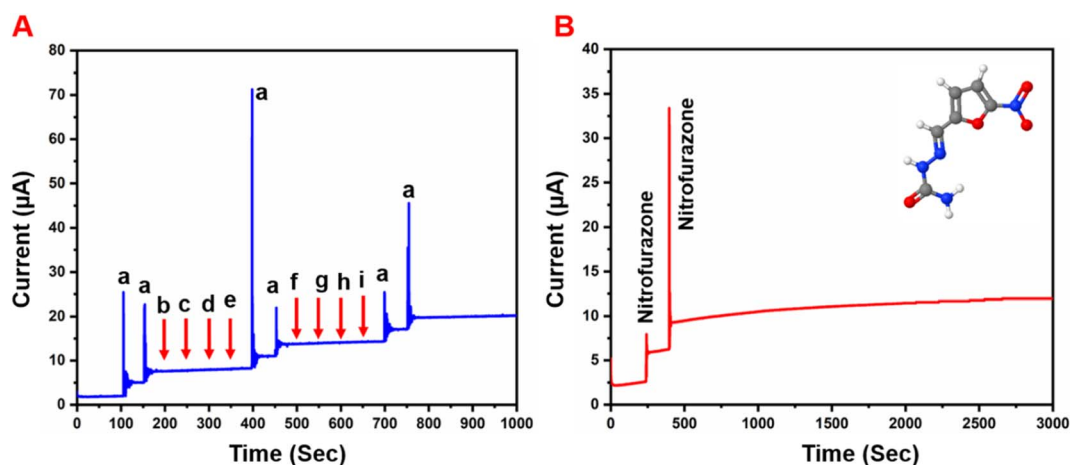 A
80
70
60
50
40
30
20
10
0
Current (µA)
a
a
b
c
d
e
a
a
f
g
h
i
a
a
0 100 200 300 400 500 600 700 800 900 1000
Time (Sec)
B
40
35
30
25
20
15
10
5
0
Current (µA)
Nitrofurazone
Nitrofurazone
0 500 1000 1500 2000 2500 3000
Time (Sec)